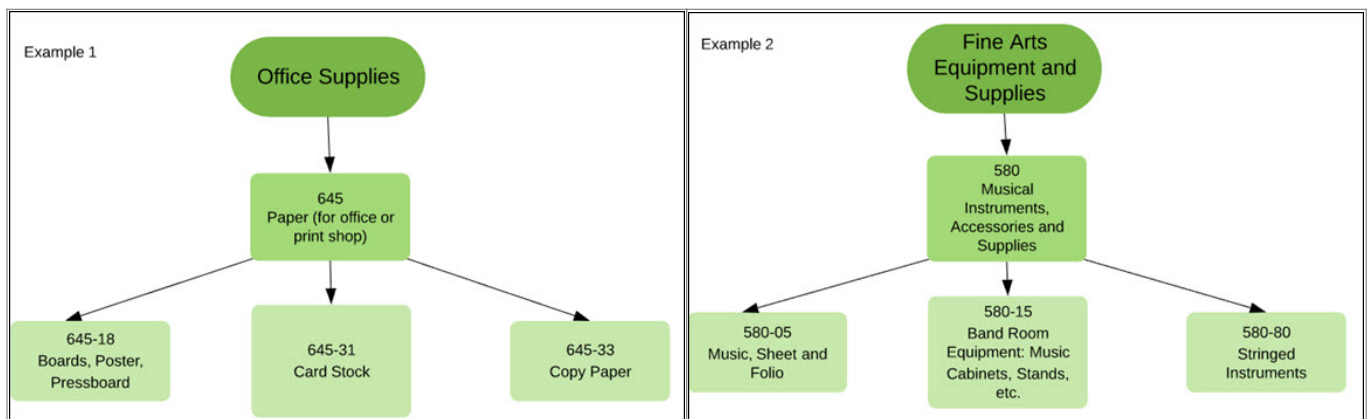 Example 1
Office Supplies
645
Paper (for office or
print shop)
645-18
Boards, Poster,
Pressboard
645-31
Card Stock
645-33
Copy Paper
Example 2
Fine Arts
Equipment and
Supplies
580
Musical
Instruments,
Accessories and
Supplies
580-05
Music, Sheet and
Folio
580-15
Band Room
Equipment: Music
Cabinets, Stands,
etc.
580-80
Stringed
Instruments